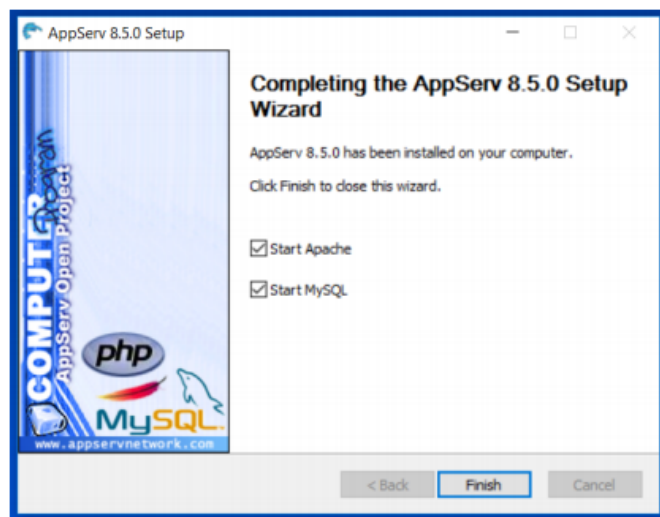 AppServ 8.5.0 Setup
Completing the AppServ 8.5.0 Setup
Wizard
AppServ 8.5.0 has been installed on your computer.
Click Finish to close this wizard.
Start Apache
Start MySQL
COMPUTER
Program
AppServ Open Project
php
MySQL
www.appservnetwork.com
< Back
Finish
Cancel